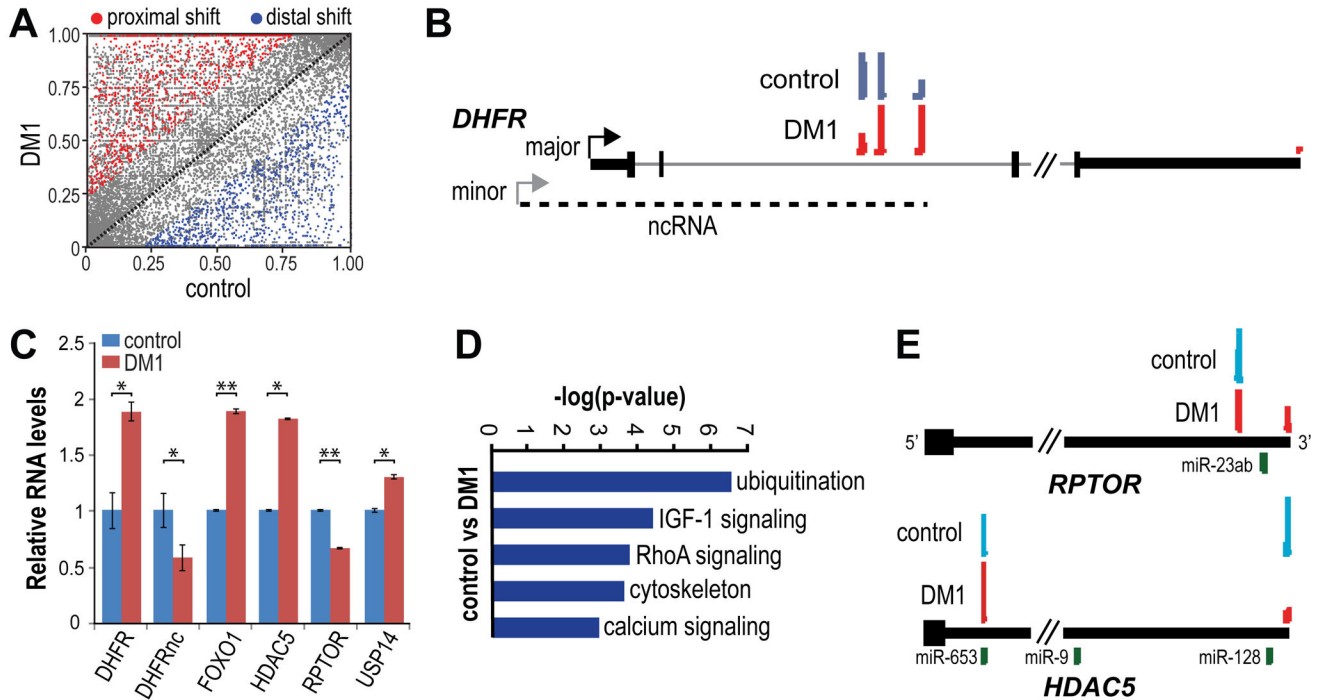 A
proximal shift
distal shift
1.00
0.75
0.50
0.25
0
DM1
0
0.25
0.50
0.75
1.00
control
B
control
DM1
DHFR
major
minor
ncRNA
C
control
DM1
Relative RNA levels
2.5
2
1.5
1
0.5
0
*
*
**
*
**
*
DHFR
DHFRnc
FOXO1
HDAC5
RPTOR
USP14
D
-log(p-value)
0 1 2 3 4 5 6 7
control vs DM1
ubiquitination
IGF-1 signaling
RhoA signaling
cytoskeleton
calcium signaling
E
control
DM1
5’ 3’
miR-23ab
RPTOR
control
DM1
miR-653 miR-9 miR-128
HDAC5